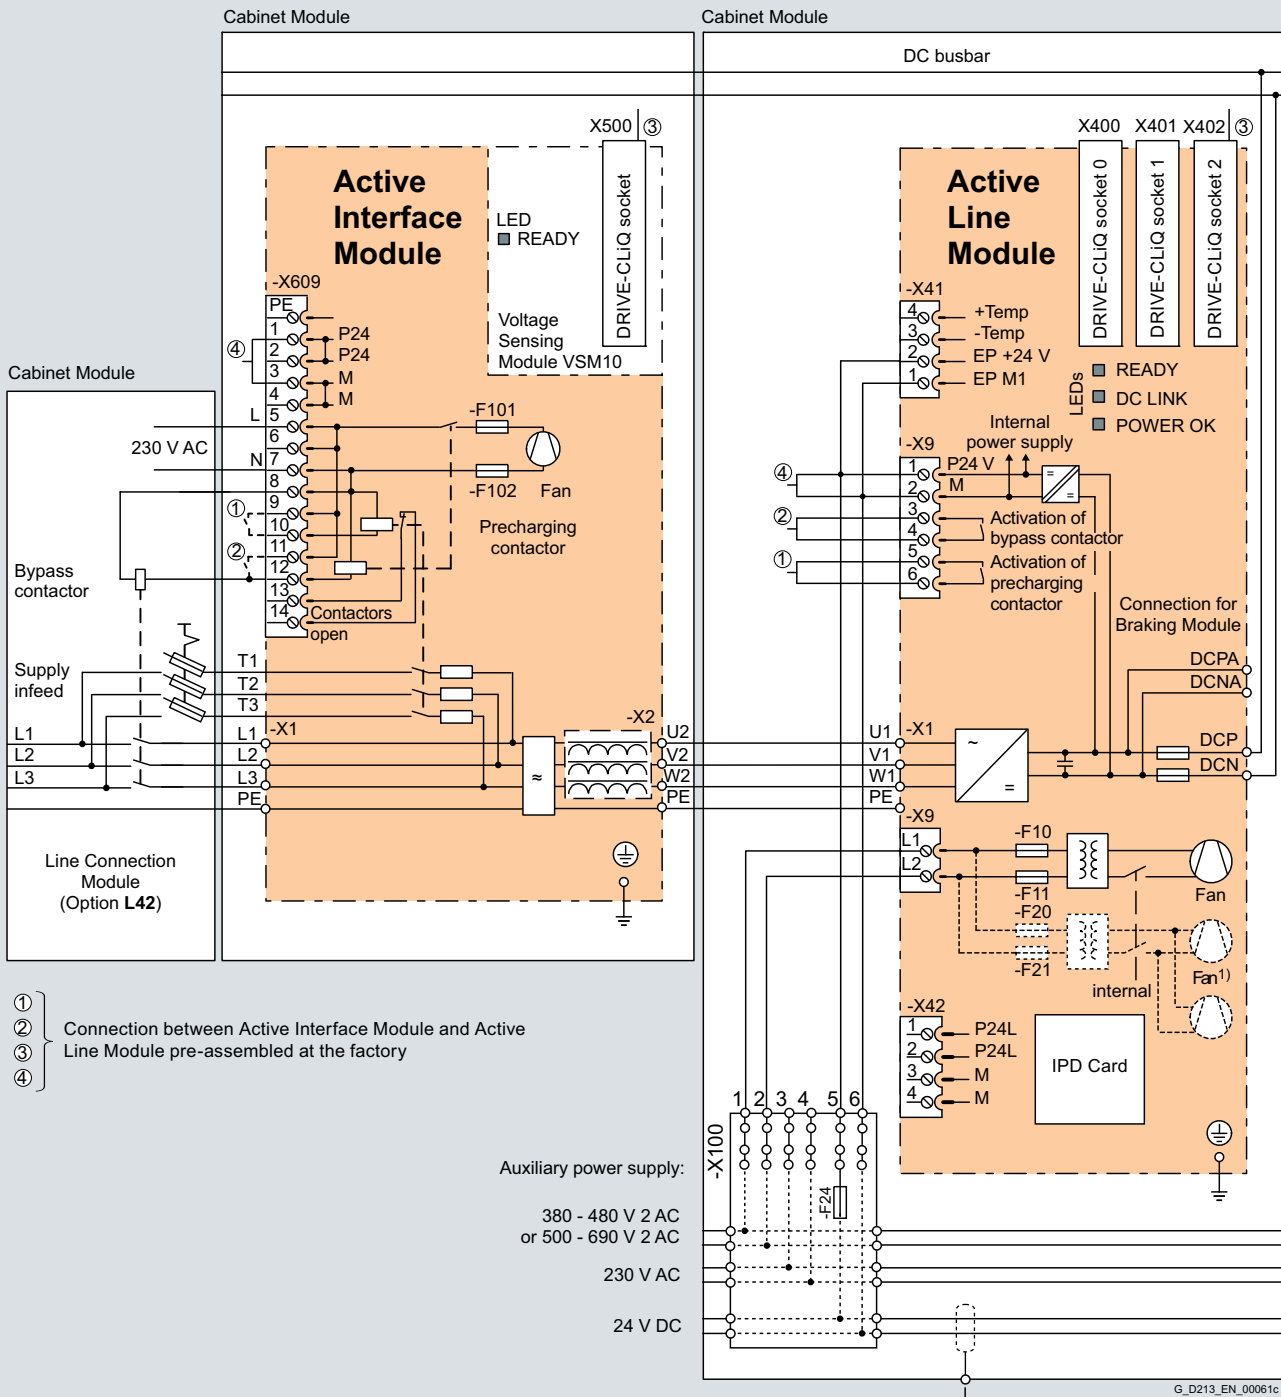 Cabinet Module
Cabinet Module
DC busbar
X500 ③
X400 X401 X402 ③
Active
Interface
Module
LED
READY
DRIVE-CLiQ socket
Voltage
Sensing
Module VSM10
Active
Line
Module
DRIVE-CLiQ socket 0
DRIVE-CLiQ socket 1
DRIVE-CLiQ socket 2
-X609
PE
1 P24
2 P24
3 M
4 M
5
6
7
8
9
10
11
12
13
14
④
L
230 V AC
N
①
②
-F101
-F102 Fan
Precharging
contactor
Contactors
open
Cabinet Module
Bypass
contactor
Supply
infeed
L1
L2
L3
T1
T2
T3
-X1
L1
L2
L3
PE
≈
-X2
U2
V2
W2
PE
Line Connection
Module
(Option L42)
-X41
4 +Temp
3 -Temp
2 EP +24 V
1 EP M1
LEDs
READY
DC LINK
POWER OK
Internal
power supply
-X9
④
1 P24 V
2 M
=
=
②
3
4
Activation of
bypass contactor
①
5
6
Activation of
precharging
contactor
Connection for
Braking Module
DCPA
DCNA
U1 -X1
V1
W1
PE
~
=
DCP
DCN
-X9
L1
L2
-F10
-F11
Fan
-F20
-F21
Fan1)
internal
-X42
1 P24L
2 P24L
3 M
4 M
IPD Card
①
②
③
④
Connection between Active Interface Module and Active
Line Module pre-assembled at the factory
1 2 3 4 5 6
-X100
-F24
Auxiliary power supply:
380 - 480 V 2 AC
or 500 - 690 V 2 AC
230 V AC
24 V DC
G_D213_EN_00061c